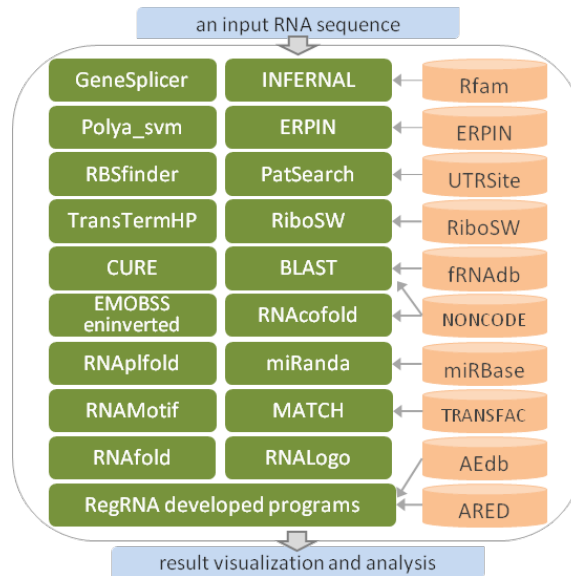 an input RNA sequence
GeneSplicer INFERNAL Rfam
Polya_svm ERPIN ERPIN
RBSfinder PatSearch UTRSite
TransTermHP RiboSW RiboSW
CURE BLAST fRNAdb
EMOBSS
eninverted RNAcofold NONCODE
RNAplfold miRanda miRBase
RNAMotif MATCH TRANSFAC
RNAfold RNALogo AEdb
RegRNA developed programs ARED
result visualization and analysis